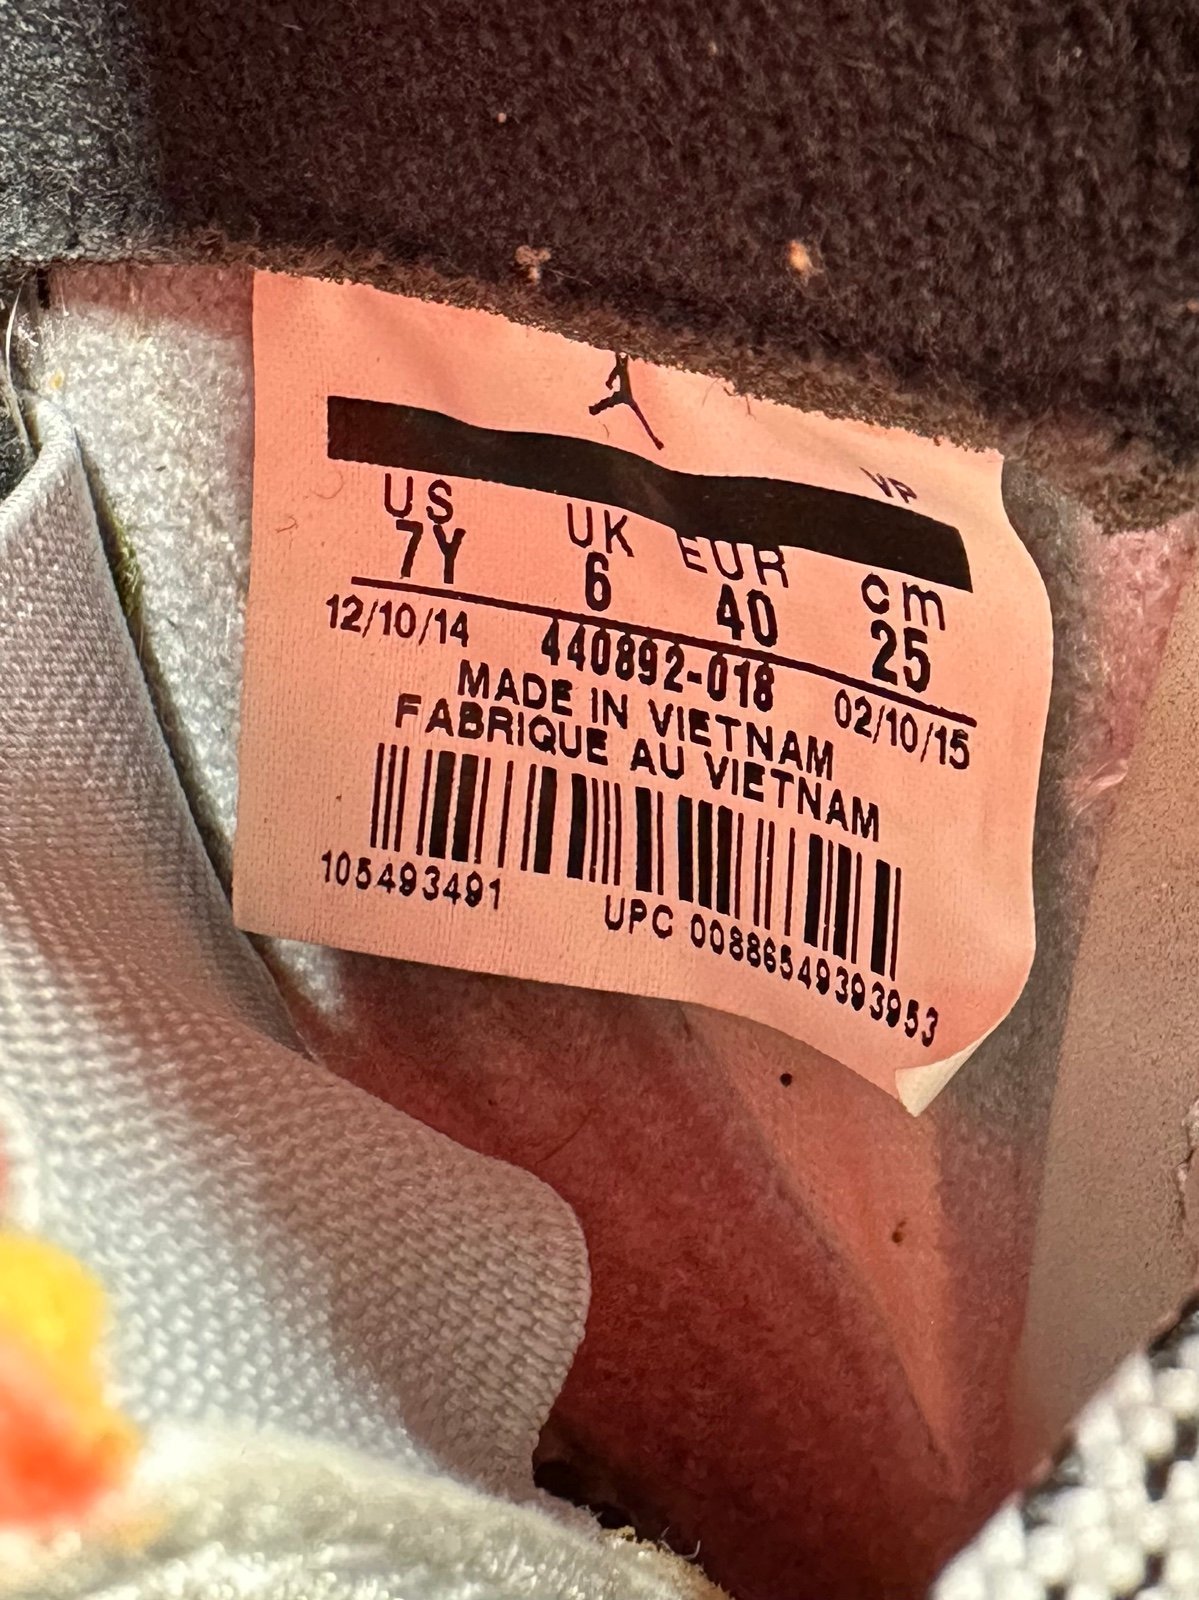 VP
US UK EUR cm
7Y 6 40 25
12/10/14 440892-018 02/10/15
MADE IN VIETNAM
FABRIQUE AU VIETNAM
105493491 UPC 00886549393953